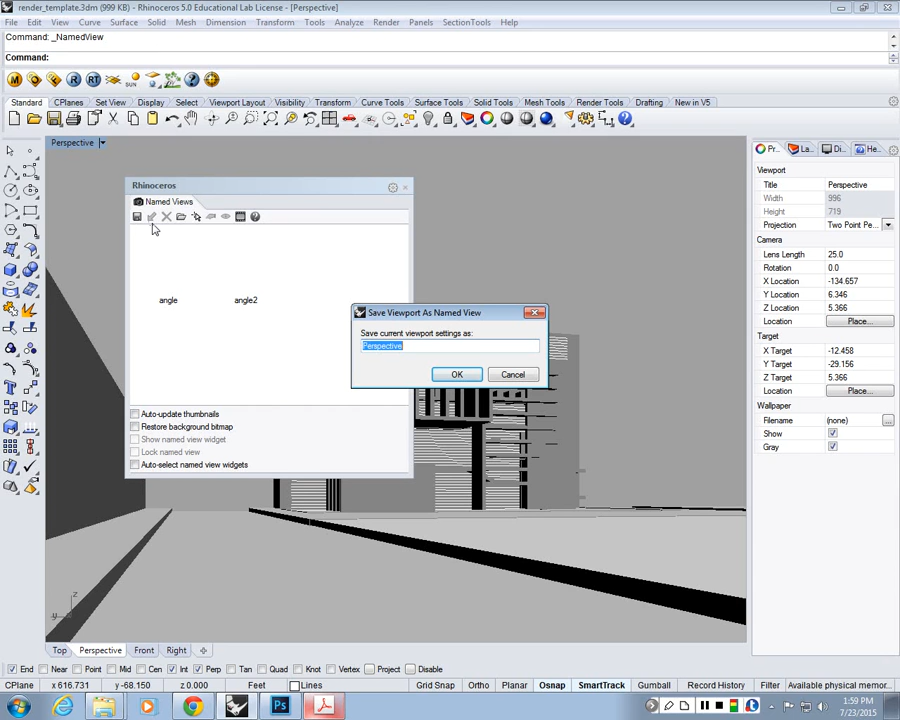 render_template.3dm (999 KB) - Rhinoceros 5.0 Educational Lab License - [Perspective]
File Edit View Curve Surface Solid Mesh Dimension Transform Tools Analyze Render Panels SectionTools Help
Command: _NamedView
Command:
Standard CPlanes Set View Display Select Viewport Layout Visibility Transform Curve Tools Surface Tools Solid Tools Mesh Tools Render Tools Drafting New in V5
Perspective
Pr... La... Di... He...
Viewport
Title Perspective
Width 996
Height 719
Projection Two Point Pe...
Camera
Lens Length 25.0
Rotation 0.0
X Location -134.657
Y Location 6.346
Z Location 5.366
Location Place...
Target
X Target -12.458
Y Target -29.156
Z Target 5.366
Location Place...
Wallpaper
Filename (none) ...
Show
Gray
Rhinoceros
Named Views
angle angle2
Auto-update thumbnails
Restore background bitmap
Show named view widget
Lock named view
Auto-select named view widgets
Save Viewport As Named View
Save current viewport settings as:
Perspective
OK Cancel
z
y x
Top Perspective Front Right
End Near Point Mid Cen Int Perp Tan Quad Knot Vertex Project Disable
CPlane x 616.731 y -68.150 z 0.000 Feet Lines Grid Snap Ortho Planar Osnap SmartTrack Gumball Record History Filter Available physical memory...
1:59 PM
7/23/2015